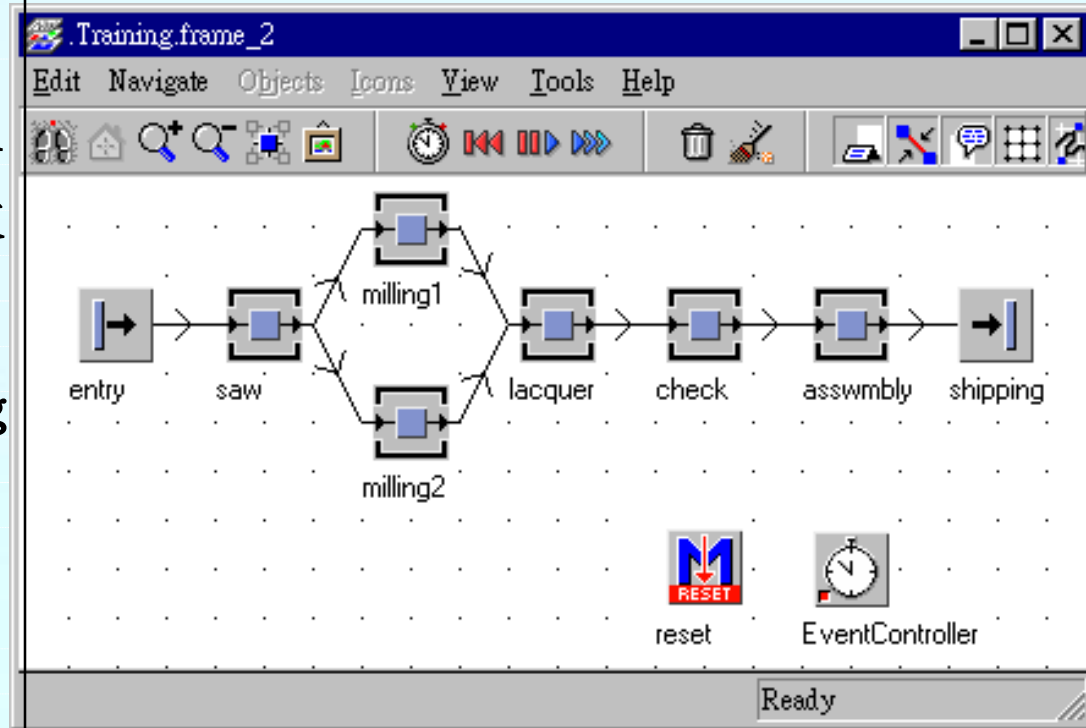 .Training.frame_2
Edit Navigate Objects Icons View Tools Help
milling1
entry saw lacquer check asswmbly shipping
g
milling2
RESET
reset EventController
Ready